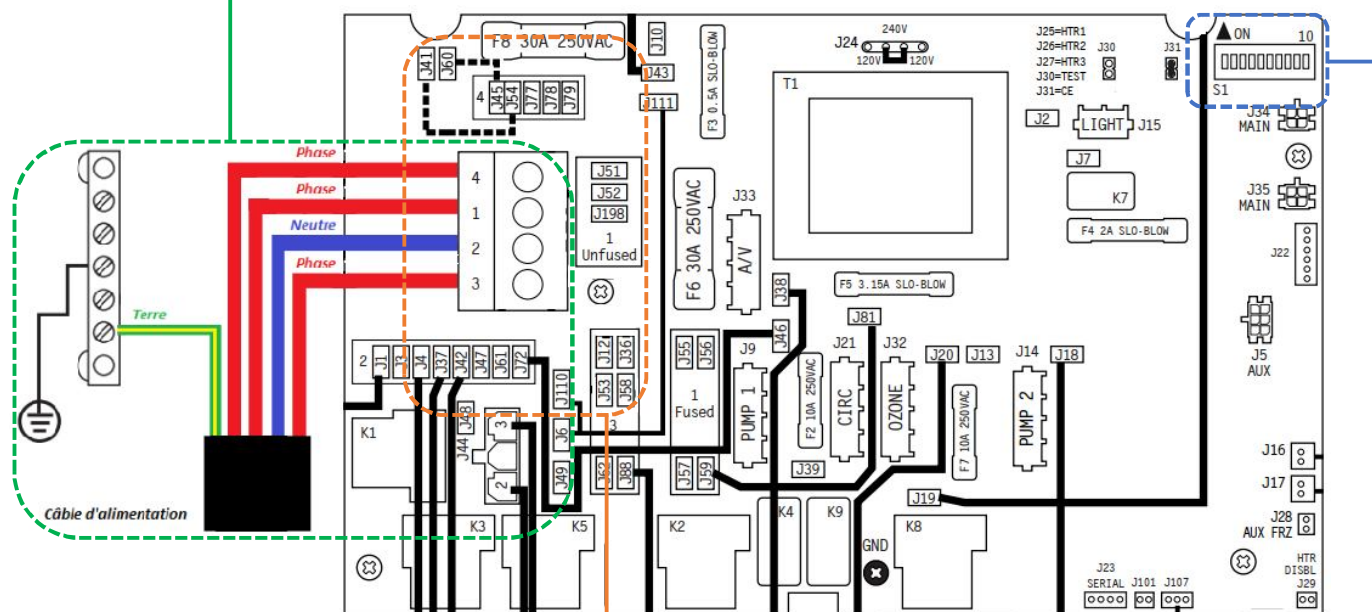 F8 30A 250VAC
J10
J41
J60
J43
J111
4
J45
J54
J77
J78
J79
F3 0.5A SLO-BLOW
J24
240V
120V
120V
J25=HTR1
J26=HTR2
J27=HTR3
J30=TEST
J31=CE
J30
J31
ON
10
S1
T1
J2
LIGHT
J15
J34
MAIN
J7
K7
J35
MAIN
F4 2A SLO-BLOW
J22
Phase
Phase
Neutre
Phase
Terre
4
1
2
3
J51
J52
J198
1
Unfused
F6 30A 250VAC
J33
A/V
J38
F5 3.15A SLO-BLOW
J81
J46
J5
AUX
2
J1
J3
J4
J37
J42
J47
J61
J72
J12
J36
J53
J58
3
J110
J6
J49
J62
J88
J55
J56
1
Fused
J57
J59
J9
PUMP 1
F2 10A 250VAC
J21
CIRC
J32
OZONE
J20
J13
J14
J18
F7 10A 250VAC
PUMP 2
J39
J19
K1
J48
J44
3
2
J16
J17
J28
AUX FRZ
Câble d'alimentation
K3
K5
K2
K4
K9
K8
GND
HTR
DISBL
J29
J23
SERIAL
J101
J107